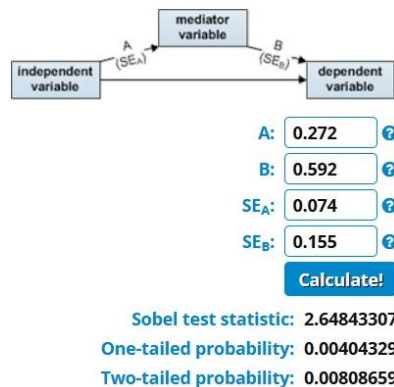 mediator
variable
A
(SEA)
B
(SEB)
independent
variable
dependent
variable
A: 0.272 ?
B: 0.592 ?
SEA: 0.074 ?
SEB: 0.155 ?
Calculate!
Sobel test statistic: 2.64843307
One-tailed probability: 0.00404329
Two-tailed probability: 0.00808659